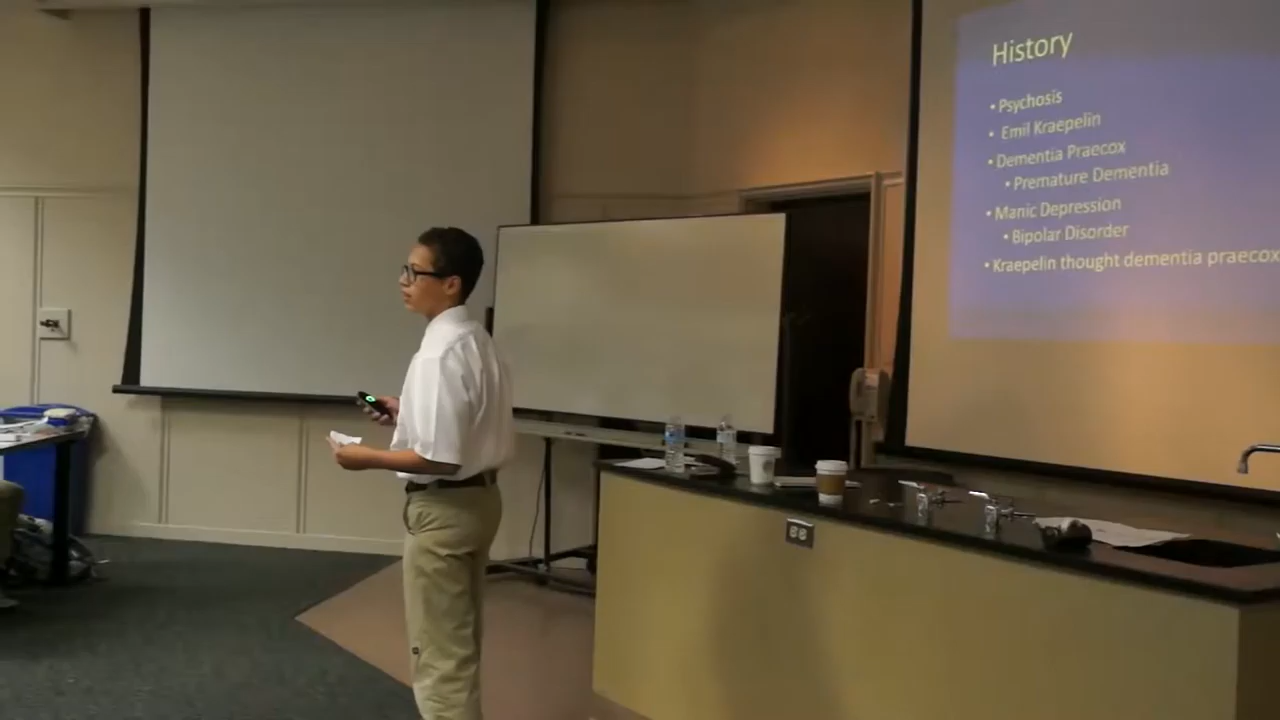 History
• Psychosis
• Emil Kraepelin
• Dementia Praecox
• Premature Dementia
• Manic Depression
• Bipolar Disorder
• Kraepelin thought dementia praecox